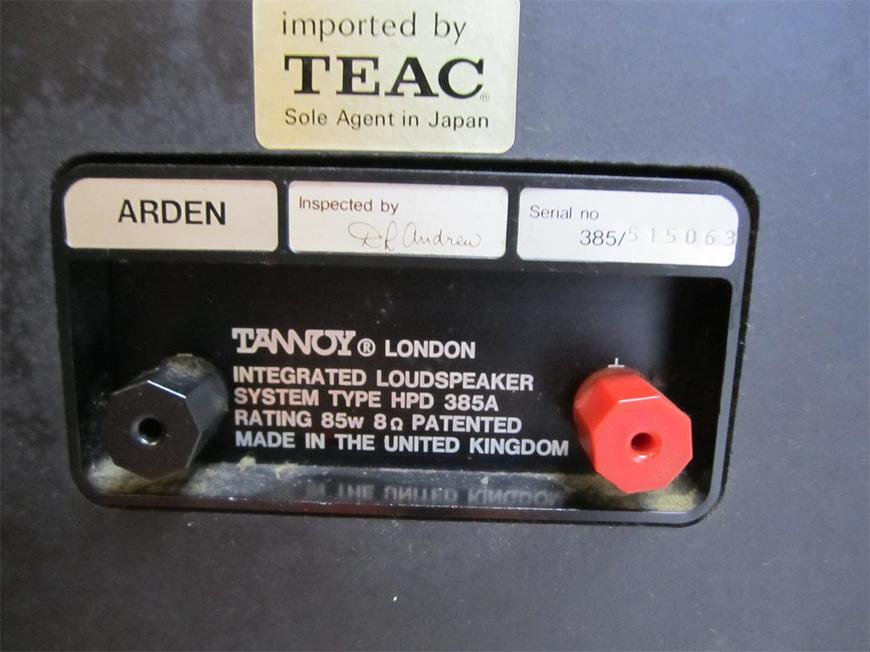 imported by
TEAC®
Sole Agent in Japan
ARDEN
Inspected by
Serial no
385/515063
TANNOY® LONDON
INTEGRATED LOUDSPEAKER
SYSTEM TYPE HPD 385A
RATING 85w 8Ω PATENTED
MADE IN THE UNITED KINGDOM